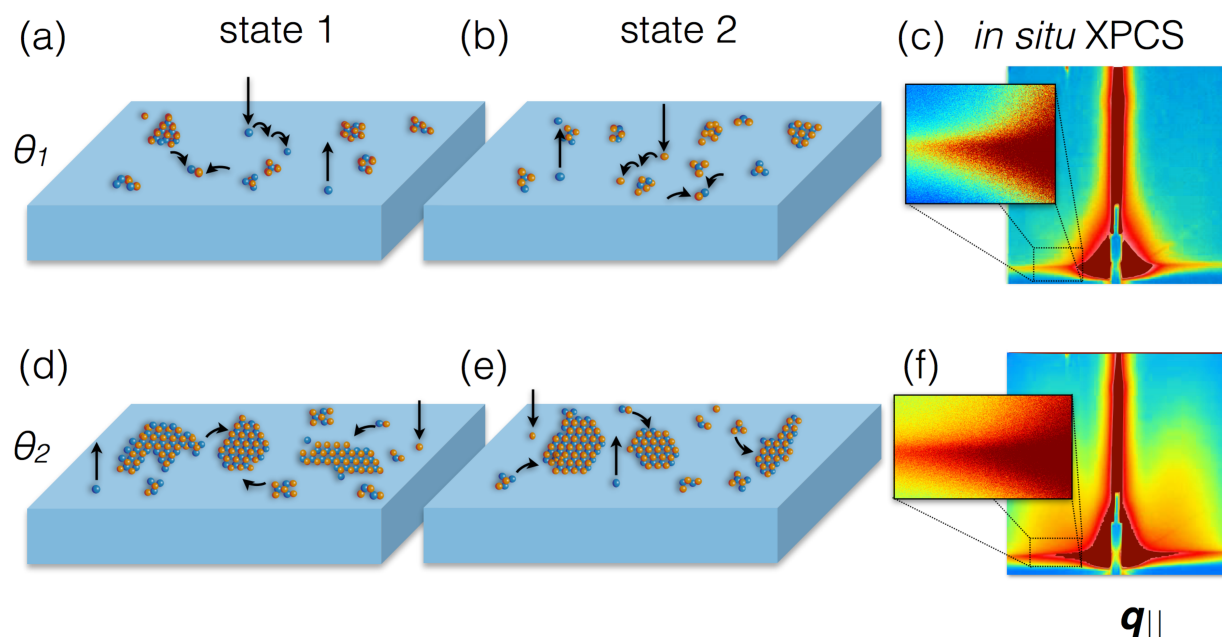 (a) state 1 (b) state 2 (c) in situ XPCS
θ1
(d) (e) (f)
θ2
q||